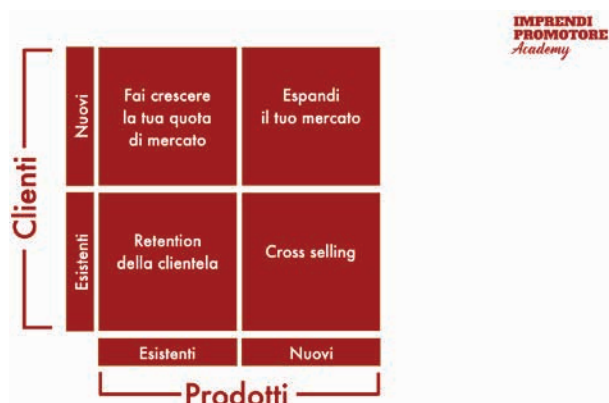 IMPRENDI
PROMOTORE
Academy
Clienti
Nuovi
Fai crescere
la tua quota
di mercato
Espandi
il tuo mercato
Esistenti
Retention
della clientela
Cross selling
Esistenti
Nuovi
Prodotti